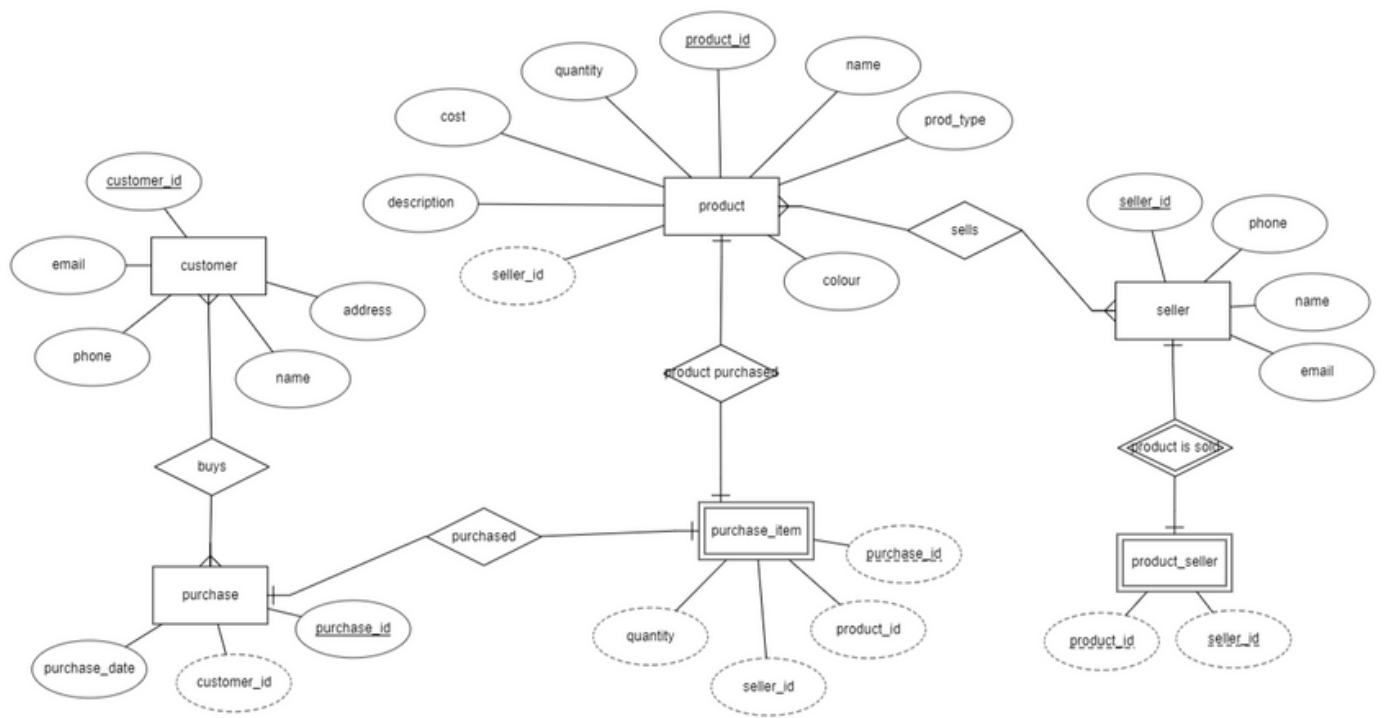 product_id
name
quantity
prod_type
cost
description
product
seller_id
colour
sells
customer_id
email
customer
address
phone
name
seller_id
phone
name
seller
email
product purchased
product is sold
buys
purchased
purchase_item
purchase_id
product_seller
purchase
purchase_id
quantity
product_id
product_id
seller_id
purchase_date
customer_id
seller_id